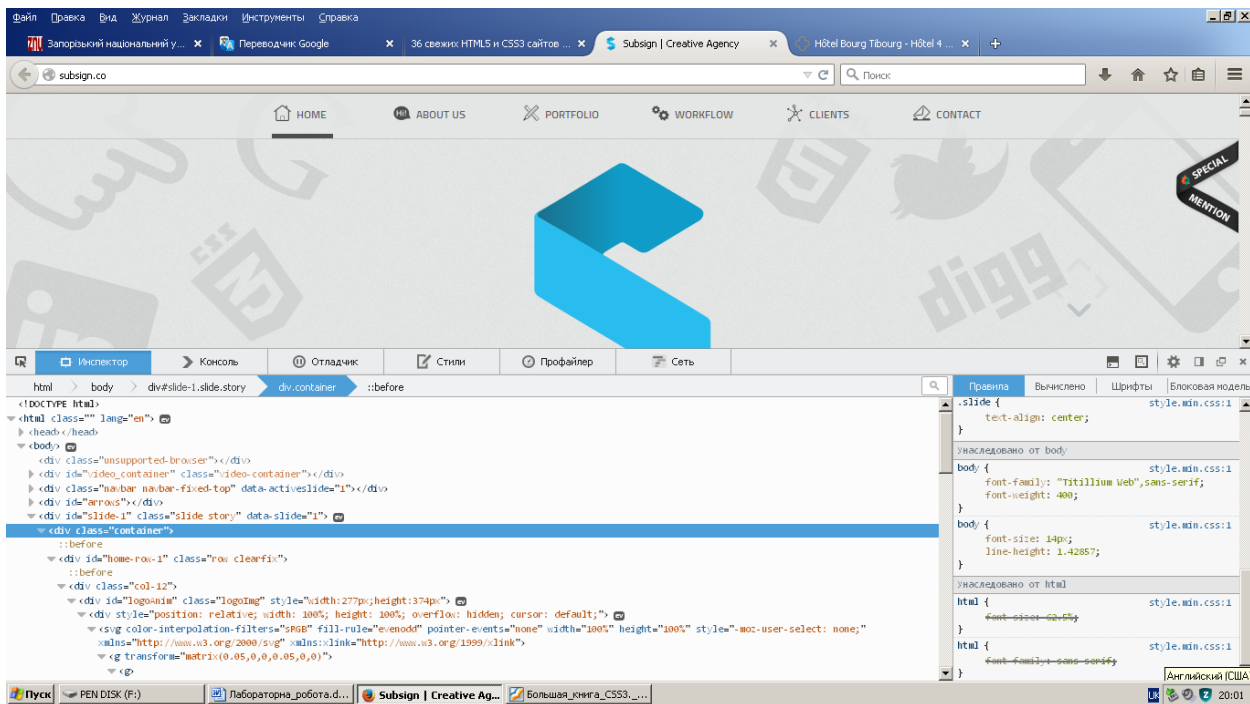 Файл Правка Вид Журнал Закладки Инструменты Справка
Запорізький національний у... Переводчик Google 36 свежих HTML5 и CSS3 сайтов ... Subsign | Creative Agency Hôtel Bourg Tibourg - Hôtel 4 ...
subsign.co Поиск
HOME Hi! ABOUT US PORTFOLIO WORKFLOW CLIENTS CONTACT
SPECIAL
MENTION
CSS
digg
in
Инспектор Консоль Отладчик Стили Профайлер Сеть
html body div#slide-1.slide.story div.container ::before
Правила Вычислено Шрифты Блоковая модель
<!DOCTYPE html>
<html class="" lang="en"> ev
<head></head>
<body> ev
<div class="unsupported-browser"></div>
<div id="video_container" class="video-container"></div>
<div class="navbar navbar-fixed-top" data-activeslide="1"></div>
<div id="arrows"></div>
<div id="slide-1" class="slide story" data-slide="1"> ev
<div class="container">
::before
<div id="home-row-1" class="row clearfix">
::before
<div class="col-12">
<div id="logoAnim" class="logoImg" style="width:277px;height:374px"> ev
<div style="position: relative; width: 100%; height: 100%; overflow: hidden; cursor: default;"> ev
<svg color-interpolation-filters="sRGB" fill-rule="evenodd" pointer-events="none" width="100%" height="100%" style="-moz-user-select: none;"
xmlns="http://www.w3.org/2000/svg" xmlns:xlink="http://www.w3.org/1999/xlink">
<g transform="matrix(0.05,0,0,0.05,0,0)">
<g>
.slide { style.min.css:1
text-align: center;
}
Унаследовано от body
body { style.min.css:1
font-family: "Titillium Web",sans-serif;
font-weight: 400;
}
body { style.min.css:1
font-size: 14px;
line-height: 1.42857;
}
Унаследовано от html
html { style.min.css:1
font-size: 62.5%;
}
html { style.min.css:1
font-family: sans-serif;
}
Английский (США
Пуск PEN DISK (F:) Лабораторна_робота.d... Subsign | Creative Ag... Большая_книга_CSS3._... UK 20:01